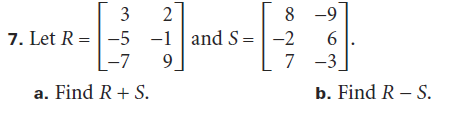 3 2 8 -9
7. Let R = -5 -1 and S = -2 6 .
-7 9 7 -3
a. Find R + S. b. Find R – S.